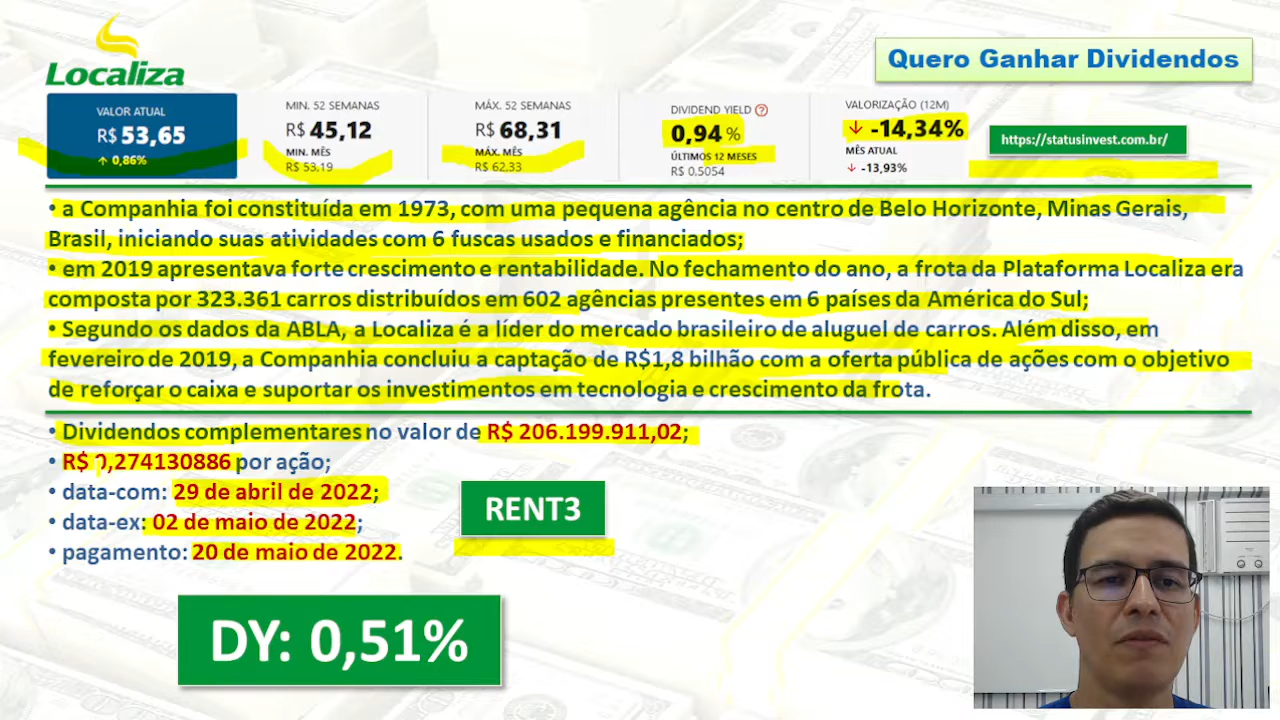 Localiza
Quero Ganhar Dividendos
VALOR ATUAL
R$ 53,65
↑ 0,86%
MIN. 52 SEMANAS
R$ 45,12
MIN. MÊS
R$ 53,19
MÁX. 52 SEMANAS
R$ 68,31
MÁX. MÊS
R$ 62,33
DIVIDEND YIELD ?
0,94 %
ÚLTIMOS 12 MESES
R$ 0,5054
VALORIZAÇÃO (12M)
↓ -14,34%
MÊS ATUAL
↓ -13,93%
https://statusinvest.com.br/
• a Companhia foi constituída em 1973, com uma pequena agência no centro de Belo Horizonte, Minas Gerais,
Brasil, iniciando suas atividades com 6 fuscas usados e financiados;
• em 2019 apresentava forte crescimento e rentabilidade. No fechamento do ano, a frota da Plataforma Localiza era
composta por 323.361 carros distribuídos em 602 agências presentes em 6 países da América do Sul;
• Segundo os dados da ABLA, a Localiza é a líder do mercado brasileiro de aluguel de carros. Além disso, em
fevereiro de 2019, a Companhia concluiu a captação de R$1,8 bilhão com a oferta pública de ações com o objetivo
de reforçar o caixa e suportar os investimentos em tecnologia e crescimento da frota.
• Dividendos complementares no valor de R$ 206.199.911,02;
• R$ 0,274130886 por ação;
• data-com: 29 de abril de 2022;
• data-ex: 02 de maio de 2022;
• pagamento: 20 de maio de 2022.
RENT3
DY: 0,51%